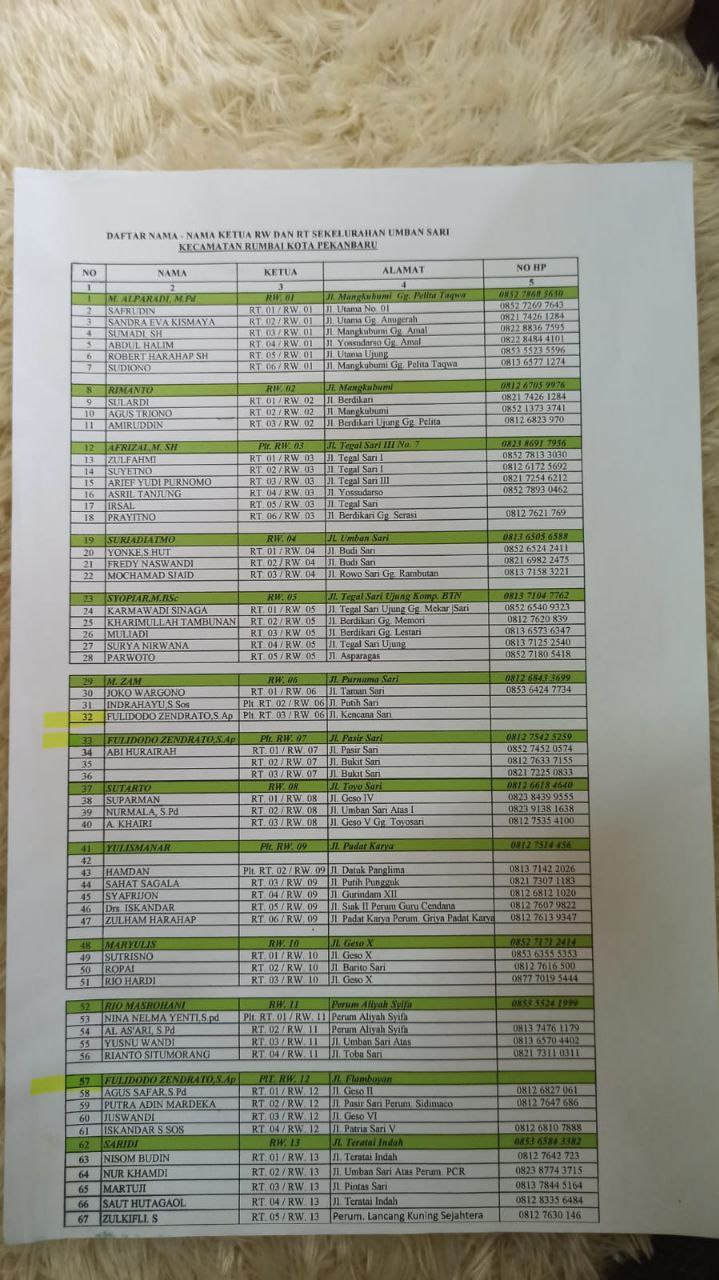 DAFTAR NAMA - NAMA KETUA RW DAN RT SEKELURAHAN UMBAN SARI
KECAMATAN RUMBAI KOTA PEKANBARU
NO NAMA KETUA ALAMAT NO HP
1 2 3 4 5
1 M. ALPARADI, M.Pd RW. 01 Jl. Mangkubumi Gg. Pelita Taqwa 0852 7868 5650
2 SAFRUDIN RT. 01 / RW. 01 Jl. Utama No. 01 0852 7269 7643
3 SANDRA EVA KISMAYA RT. 02 / RW. 01 Jl. Utama Gg. Anugerah 0821 7426 1284
4 SUMADI, SH RT. 03 / RW. 01 Jl. Mangkubumi Gg. Amal 0822 8836 7595
5 ABDUL HALIM RT. 04 / RW. 01 Jl. Yossudarso Gg. Amal 0822 8484 4101
6 ROBERT HARAHAP SH RT. 05 / RW. 01 Jl. Utama Ujung 0853 5523 5596
7 SUDIONO RT. 06 / RW. 01 Jl. Mangkubumi Gg. Pelita Taqwa 0813 6577 1274
8 RIMANTO RW. 02 Jl. Mangkubumi 0812 6705 9976
9 SULARDI RT. 01 / RW. 02 Jl. Berdikari 0821 7426 1284
10 AGUS TRIONO RT. 02 / RW. 02 Jl. Mangkubumi 0852 1373 3741
11 AMIRUDDIN RT. 03 / RW. 02 Jl. Berdikari Ujung Gg. Pelita 0812 6823 970
12 AFRIZAL, M. SH Plt. RW. 03 Jl. Tegal Sari III No. 7 0823 8691 7956
13 ZULFAHMI RT. 01 / RW. 03 Jl. Tegal Sari I 0852 7813 3030
14 SUYETNO RT. 02 / RW. 03 Jl. Tegal Sari I 0812 6172 5692
15 ARIEF YUDI PURNOMO RT. 03 / RW. 03 Jl. Tegal Sari III 0821 7254 6212
16 ASRIL TANJUNG RT. 04 / RW. 03 Jl. Yossudarso 0852 7893 0462
17 IRSAL RT. 05 / RW. 03 Jl. Tegal Sari
18 PRAYITNO RT. 06 / RW. 03 Jl. Berdikari Gg. Serasi 0812 7621 769
19 SURIADIATMO RW. 04 Jl. Umban Sari 0813 6505 6588
20 YONKE,S.HUT RT. 01 / RW. 04 Jl. Budi Sari 0852 6524 2411
21 FREDY NASWANDI RT. 02 / RW. 04 Jl. Budi Sari 0821 6982 2475
22 MOCHAMAD SJAID RT. 03 / RW. 04 Jl. Rowo Sari Gg. Rambutan 0813 7158 3221
23 SYOPIAR,M.BSc RW. 05 Jl. Tegal Sari Ujung Komp. BTN 0813 7104 7762
24 KARMAWADI SINAGA RT. 01 / RW. 05 Jl. Tegal Sari Ujung Gg. Mekar Sari 0852 6540 9323
25 KHARIMULLAH TAMBUNAN RT. 02 / RW. 05 Jl. Berdikari Gg. Memori 0812 7620 839
26 MULIADI RT. 03 / RW. 05 Jl. Berdikari Gg. Lestari 0813 6573 6347
27 SURYA NIRWANA RT. 04 / RW. 05 Jl. Tegal Sari Ujung 0813 7125 2540
28 PARWOTO RT. 05 / RW. 05 Jl. Asparagas 0852 7180 5418
29 M. ZAM RW. 06 Jl. Purnama Sari 0812 6843 3699
30 JOKO WARGONO RT. 01 / RW. 06 Jl. Taman Sari 0853 6424 7734
31 INDRAHAYU,S.Sos Plt .RT. 02 / RW. 06 Jl. Putih Sari
32 FULIDODO ZENDRATO,S.Ap Plt. RT. 03 / RW. 06 Jl. Kencana Sari
33 FULIDODO ZENDRATO,S.Ap Plt. RW. 07 Jl. Pasir Sari 0812 7542 5259
34 ABI HURAIRAH RT. 01 / RW. 07 Jl. Pasir Sari 0852 7452 0574
35 RT. 02 / RW. 07 Jl. Bukit Sari 0812 7633 7155
36 RT. 03 / RW. 07 Jl. Bukit Sari 0821 7225 0833
37 SUTARTO RW. 08 Jl. Toyo Sari 0812 6618 4640
38 SUPARMAN RT. 01 / RW. 08 Jl. Geso IV 0823 8439 9555
39 NURMALA, S.Pd RT. 02 / RW. 08 Jl. Umban Sari Atas I 0823 9138 1638
40 A. KHAIRI RT. 03 / RW. 08 Jl. Geso V Gg. Toyosari 0812 7535 4100
41 YULISMANAR Plt. RW. 09 Jl. Padat Karya 0812 7514 456
42
43 HAMDAN Plt. RT. 02 / RW. 09 Jl. Datuk Panglima 0813 7142 2026
44 SAHAT SAGALA RT. 03 / RW. 09 Jl. Putih Pungguk 0821 7307 1183
45 SYAFRIJON RT. 04 / RW. 09 Jl. Gurindam XII 0812 6812 1020
46 Drs. ISKANDAR RT. 05 / RW. 09 Jl. Siak II Perum Guru Cendana 0812 7607 9822
47 ZULHAM HARAHAP RT. 06 / RW. 09 Jl. Padat Karya Perum. Griya Padat Karya 0812 7613 9347
48 MARYULIS RW. 10 Jl. Geso X 0852 7171 2414
49 SUTRISNO RT. 01 / RW. 10 Jl. Geso X 0853 6355 5353
50 ROPAI RT. 02 / RW. 10 Jl. Barito Sari 0812 7616 500
51 RIO HARDI RT. 03 / RW. 10 Jl. Geso X 0877 7019 5444
52 RIO MASROHANI RW. 11 Perum Aliyah Syifa 0853 5524 1999
53 NINA NELMA YENTI,S.pd Plt. RT. 01 / RW. 11 Perum Aliyah Syifa
54 AL AS'ARI, S.Pd RT. 02 / RW. 11 Perum Aliyah Syifa 0813 7476 1179
55 YUSNU WANDI RT. 03 / RW. 11 Jl. Umban Sari Atas 0813 6570 4402
56 RIANTO SITUMORANG RT. 04 / RW. 11 Jl. Toba Sari 0821 7311 0311
57 FULIDODO ZENDRATO,S.Ap PlT. RW. 12 Jl. Flamboyan
58 AGUS SAFAR,S.Pd RT. 01 / RW. 12 Jl. Geso II 0812 6827 061
59 PUTRA ADIN MARDEKA RT. 02 / RW. 12 Jl. Pasir Sari Perum. Sidimaco 0812 7647 686
60 JUSWANDI RT. 03 / RW. 12 Jl. Geso VI
61 ISKANDAR S.SOS RT. 04 / RW. 12 Jl. Patria Sari V 0812 6810 7888
62 SARIDI RW. 13 Jl. Teratai Indah 0853 6584 3382
63 NISOM BUDIN RT. 01 / RW. 13 Jl. Teratai Indah 0812 7642 723
64 NUR KHAMDI RT. 02 / RW. 13 Jl. Umban Sari Atas Perum. PCR 0823 8774 3715
65 MARTUJI RT. 03 / RW. 13 Jl. Pintas Sari 0813 7844 5164
66 SAUT HUTAGAOL RT. 04 / RW. 13 Jl. Teratai Indah 0812 8335 6484
67 ZULKIFLI. S RT. 05 / RW. 13 Perum. Lancang Kuning Sejahtera 0812 7630 146